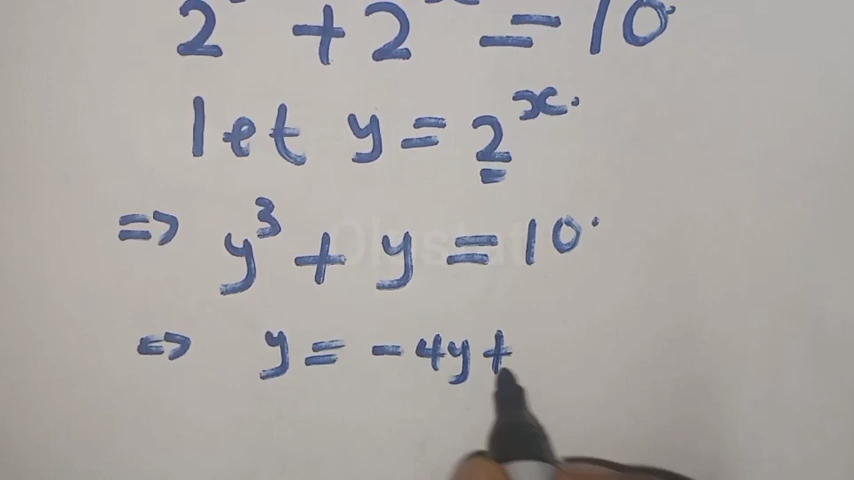 2 + 2 = 10
let y = 2^x.
=> y^3 + y = 10.
<=> y = - 4y +